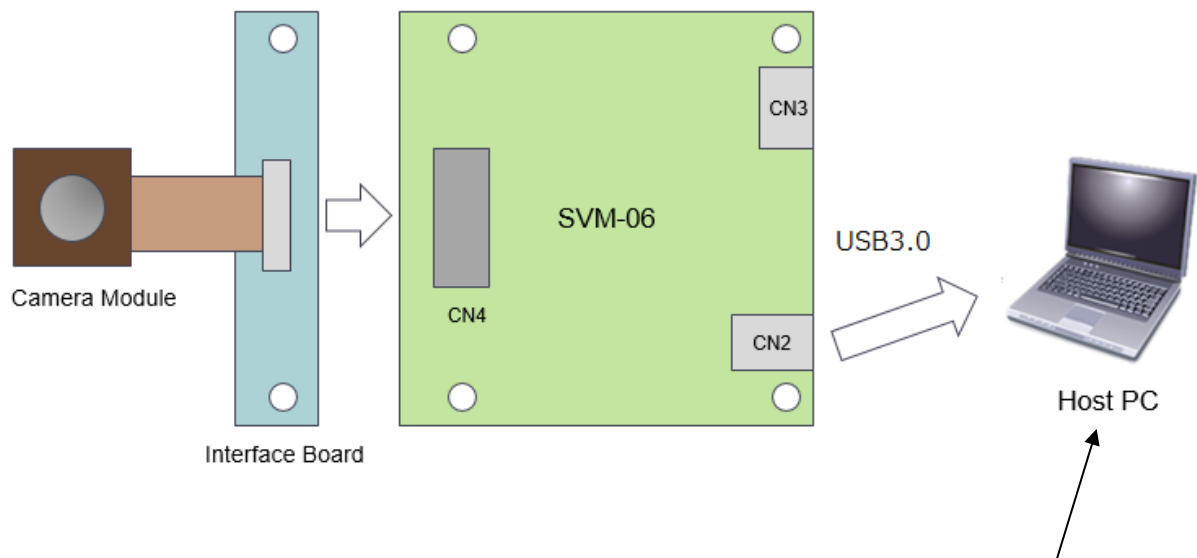 CN3
SVM-06
USB3.0
Camera Module
CN4
CN2
Host PC
Interface Board